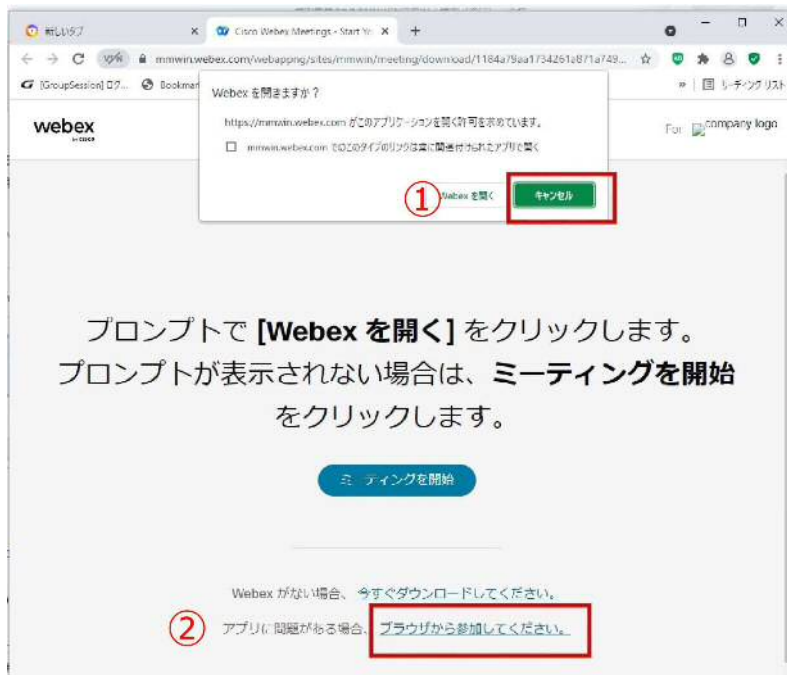 新しいタブ
Cisco Webex Meetings - Start Yo
mmwin.webex.com/webappng/sites/mmwin/meeting/download/1184a79aa1734261a871a749...
[GroupSession] ログ...
Bookmar
リーディング リスト
Webex を開きますか？
https://mmwin.webex.com がこのアプリケーションを開く許可を求めています。
mmwin.webex.com でのこのタイプのリンクは常に関連付けられたアプリで開く
① Webex を開く キャンセル
webex
by CISCO
For company logo
プロンプトで [Webex を開く] をクリックします。
プロンプトが表示されない場合は、ミーティングを開始
をクリックします。
ミーティングを開始
Webex がない場合、今すぐダウンロードしてください。
② アプリに問題がある場合、ブラウザから参加してください。